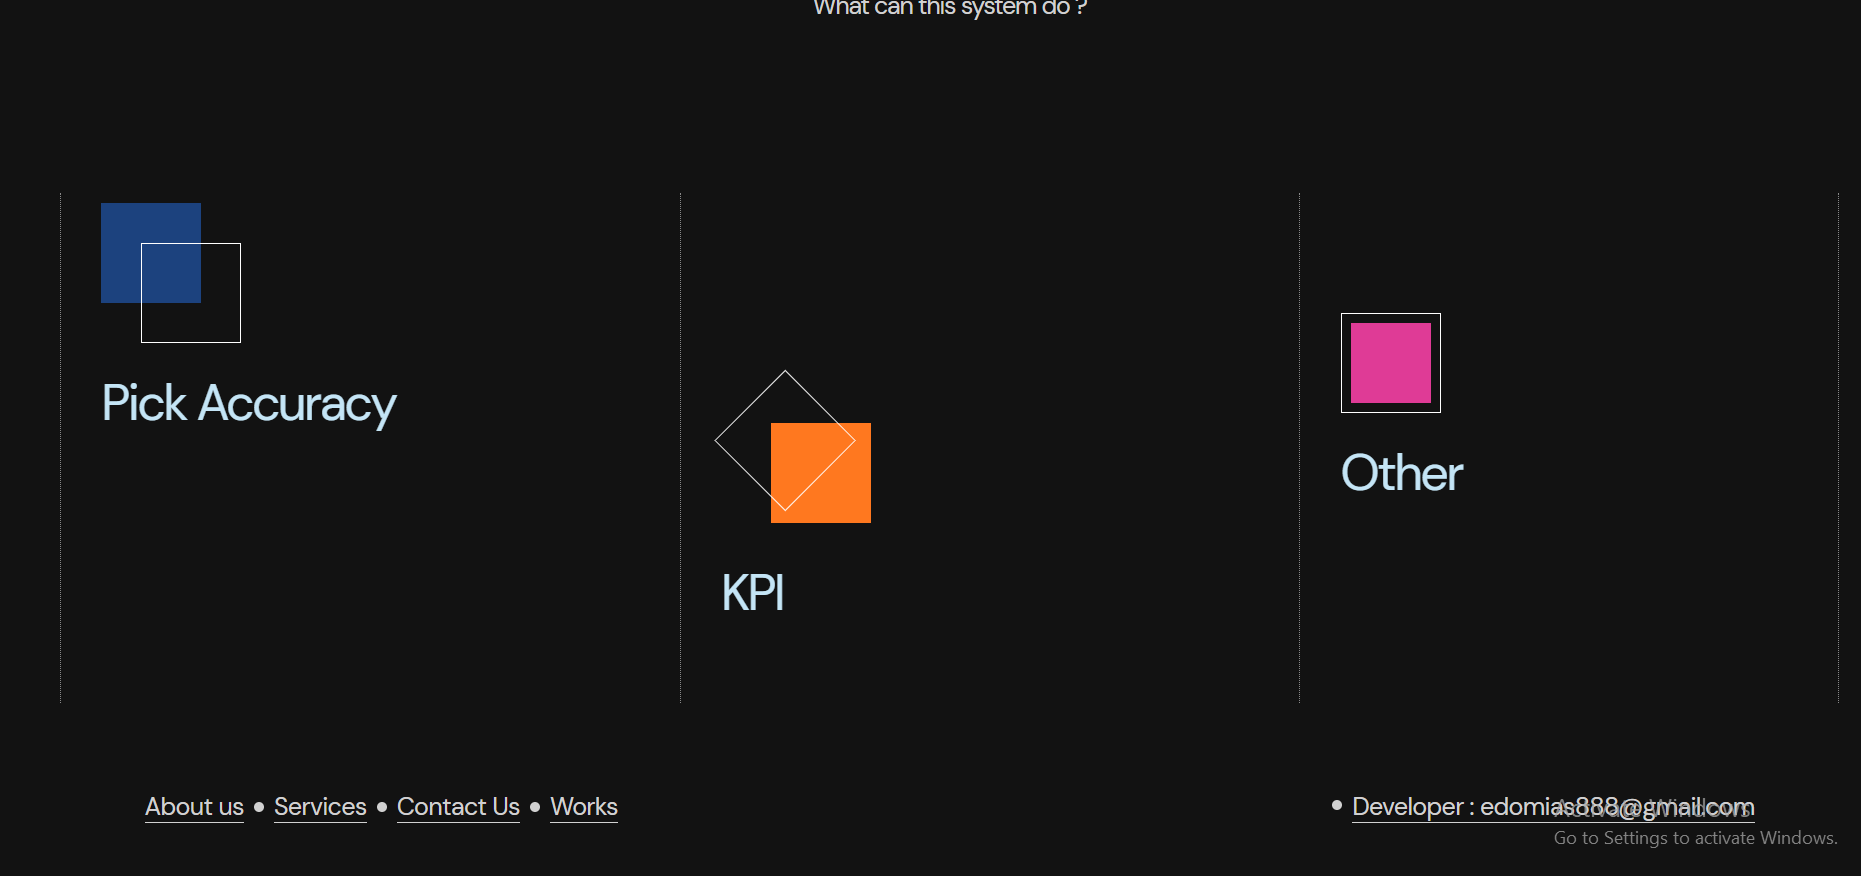 What can this system do ?
Pick Accuracy
KPI
Other
About us • Services • Contact Us • Works
• Developer : edomias888@gmail.com
Activate Windows
Go to Settings to activate Windows.